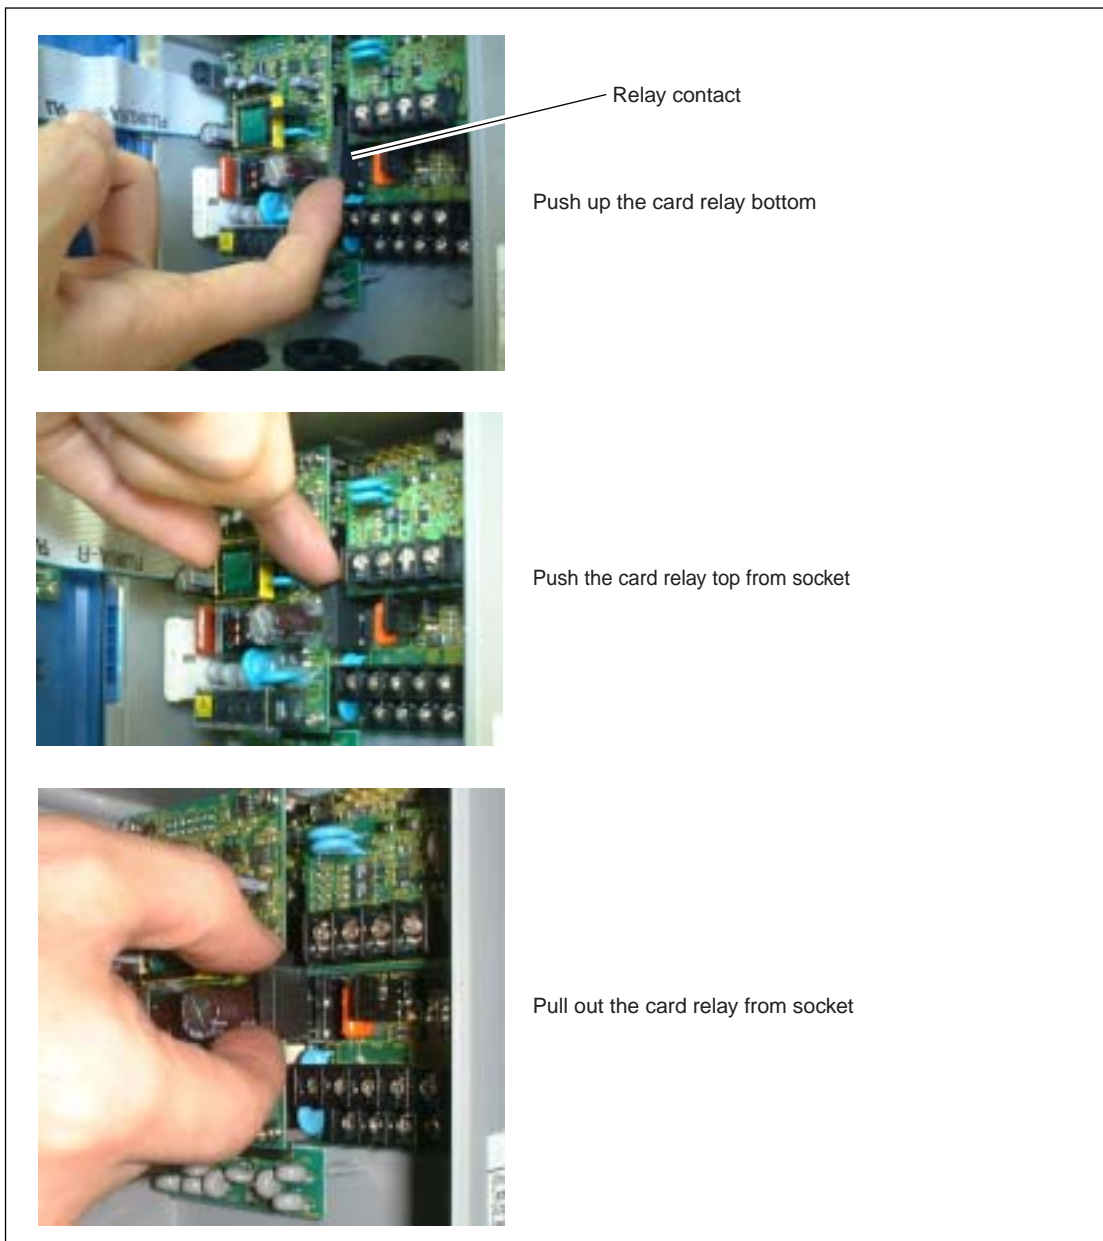 Relay contact
Push up the card relay bottom
Push the card relay top from socket
Pull out the card relay from socket